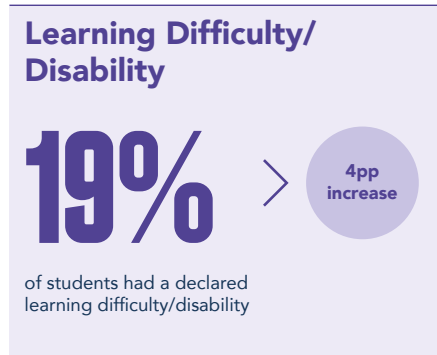 Learning Difficulty/
Disability
19%
4pp
increase
of students had a declared
learning difficulty/disability